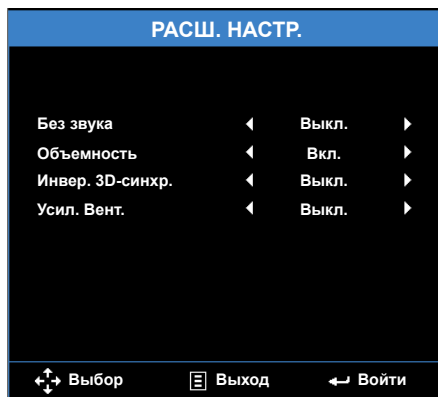 РАСШ. НАСТР.
Без звука Выкл.
Объемность Вкл.
Инвер. 3D-синхр. Выкл.
Усил. Вент. Выкл.
Выбор Выход Войти